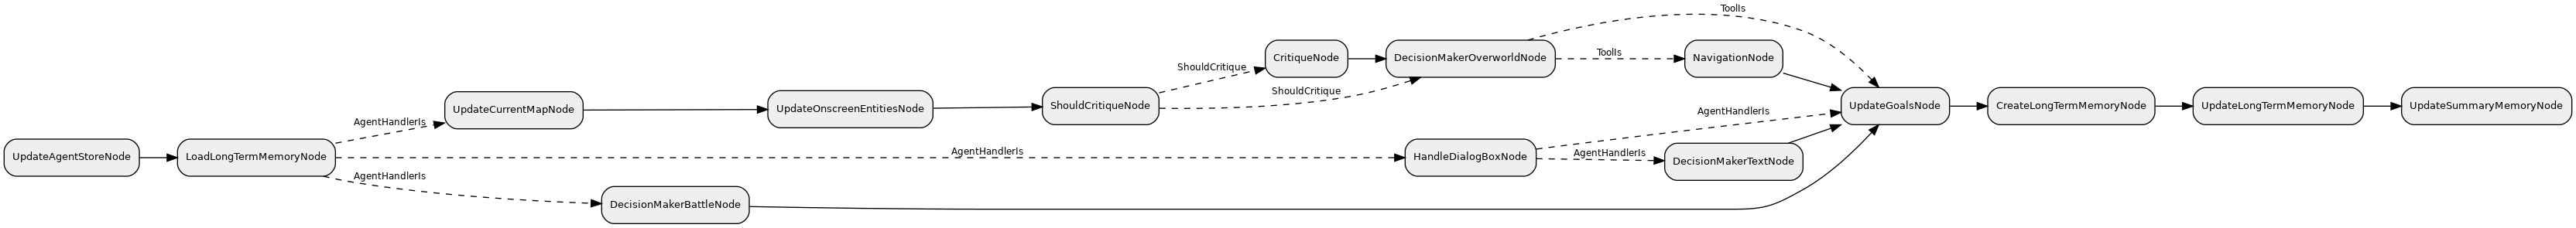 UpdateAgentStoreNode
LoadLongTermMemoryNode
AgentHandlerIs
AgentHandlerIs
AgentHandlerIs
UpdateCurrentMapNode
DecisionMakerBattleNode
UpdateOnscreenEntitiesNode
ShouldCritiqueNode
ShouldCritique
ShouldCritique
CritiqueNode
DecisionMakerOverworldNode
HandleDialogBoxNode
ToolIs
ToolIs
AgentHandlerIs
AgentHandlerIs
NavigationNode
DecisionMakerTextNode
UpdateGoalsNode
CreateLongTermMemoryNode
UpdateLongTermMemoryNode
UpdateSummaryMemoryNode